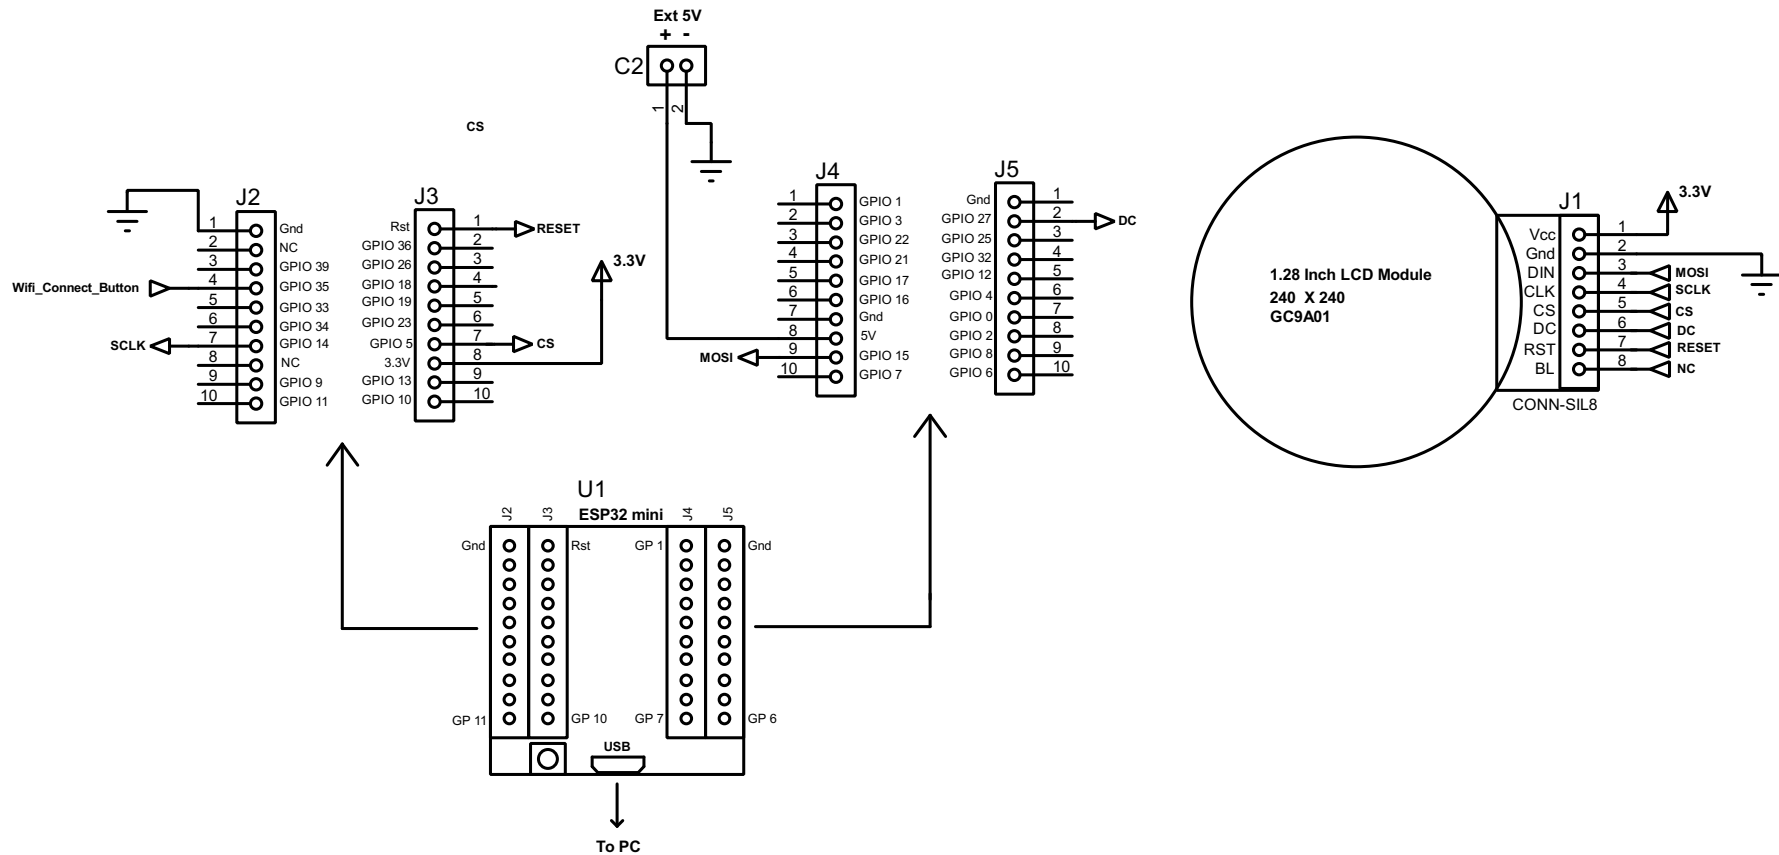 Ext 5V
+ -
C2
1
2
CS
J2
1 Gnd
2 NC
3 GPIO 39
Wifi_Connect_Button 4 GPIO 35
5 GPIO 33
6 GPIO 34
SCLK 7 GPIO 14
8 NC
9 GPIO 9
10 GPIO 11
J3
Rst 1 RESET
GPIO 36 2
GPIO 26 3
GPIO 18 4
GPIO 19 5
GPIO 23 6
GPIO 5 7 CS
3.3V 8
GPIO 13 9
GPIO 10 10
3.3V
J4
1 GPIO 1
2 GPIO 3
3 GPIO 22
4 GPIO 21
5 GPIO 17
6 GPIO 16
7 Gnd
8 5V
MOSI 9 GPIO 15
10 GPIO 7
J5
Gnd 1
GPIO 27 2 DC
GPIO 25 3
GPIO 32 4
GPIO 12 5
GPIO 4 6
GPIO 0 7
GPIO 2 8
GPIO 8 9
GPIO 6 10
1.28 Inch LCD Module
240 X 240
GC9A01
J1
3.3V
Vcc 1
Gnd 2
DIN 3 MOSI
CLK 4 SCLK
CS 5 CS
DC 6 DC
RST 7 RESET
BL 8 NC
CONN-SIL8
U1
ESP32 mini
J2 J3 J4 J5
Gnd Rst GP 1 Gnd
GP 11 GP 10 GP 7 GP 6
USB
To PC